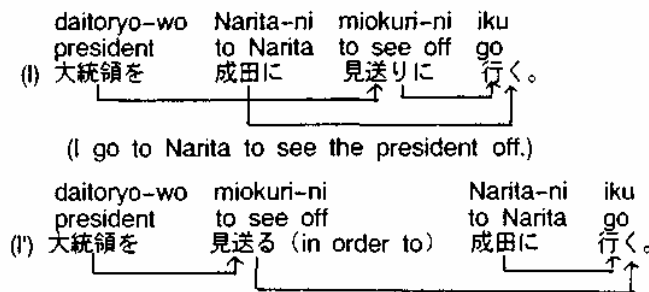 daitoryo-wo Narita-ni miokuri-ni iku
president to Narita to see off go
(I) 大統領を 成田に 見送りに 行く。
(I go to Narita to see the president off.)
daitoryo-wo miokuri-ni Narita-ni iku
president to see off to Narita go
(I') 大統領を 見送る (in order to) 成田に 行く。